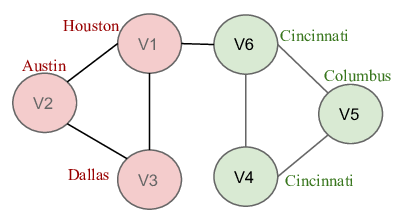 Houston
V1
V6
Cincinnati
Austin
V2
Columbus
V5
Dallas
V3
V4
Cincinnati